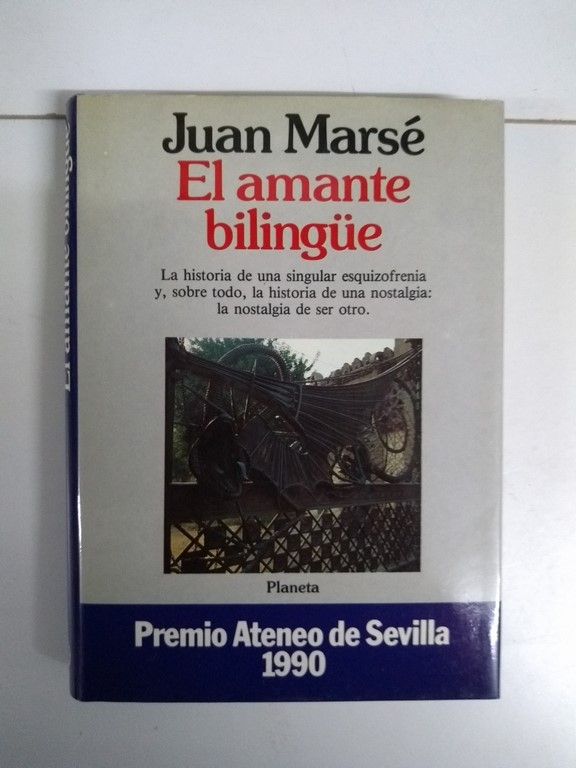 Juan Marsé
El amante
bilingüe
La historia de una singular esquizofrenia
y, sobre todo, la historia de una nostalgia:
la nostalgia de ser otro.
Planeta
Premio Ateneo de Sevilla
1990
El amante bilingüe